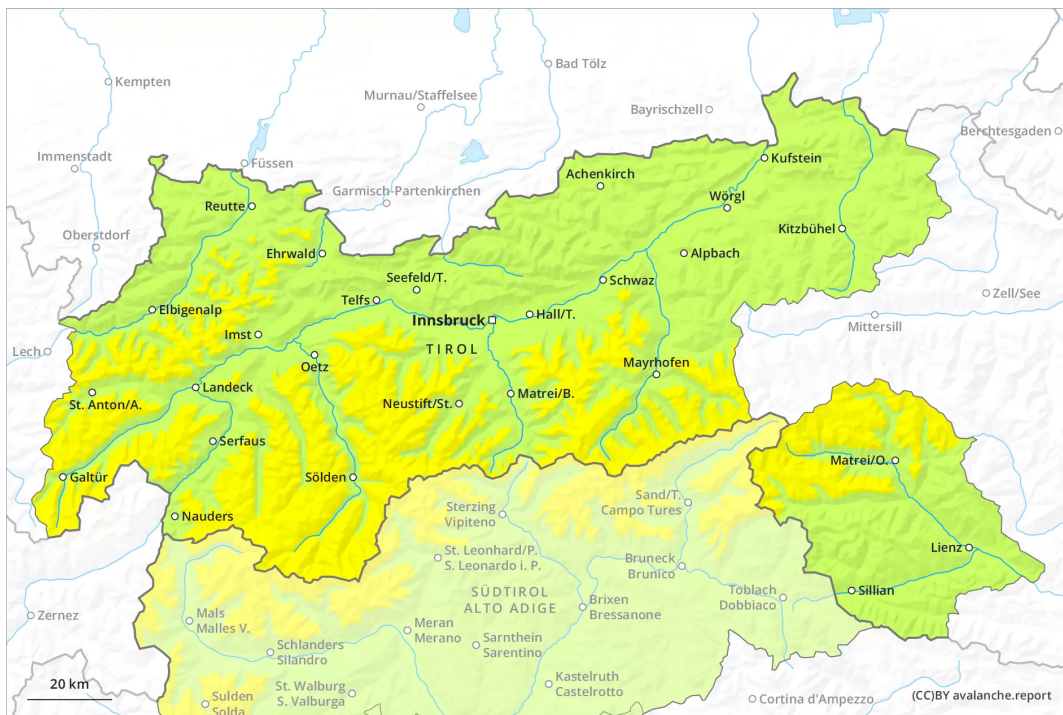 Kempten
Bad Tölz
Murnau/Staffelsee
Bayrischzell
Berchtesgaden
Immenstadt
Füssen
Kufstein
Achenkirch
Garmisch-Partenkirchen
Reutte
Wörgl
Kitzbühel
Oberstdorf
Ehrwald
Alpbach
Seefeld/T.
Schwaz
Telfs
Zell/See
Elbigenalp
Innsbruck
Hall/T.
Mittersill
Imst
TIROL
Lech
Oetz
Mayrhofen
Landeck
St. Anton/A.
Neustift/St.
Matrei/B.
Serfaus
Matrei/O.
Galtür
Sölden
Sand/T.
Campo Tures
Sterzing
Vipiteno
Nauders
Lienz
St. Leonhard/P.
S. Leonardo i. P.
Bruneck
Brunico
SÜDTIROL
ALTO ADIGE
Sillian
Toblach
Dobbiaco
Brixen
Bressanone
Zernez
Mals
Malles V.
Meran
Merano
Sarnthein
Sarentino
Schlanders
Silandro
Kastelruth
Castelrotto
20 km
St. Walburg
S. Valburga
Sulden
Solda
Cortina d'Ampezzo
(CC)BY avalanche.report